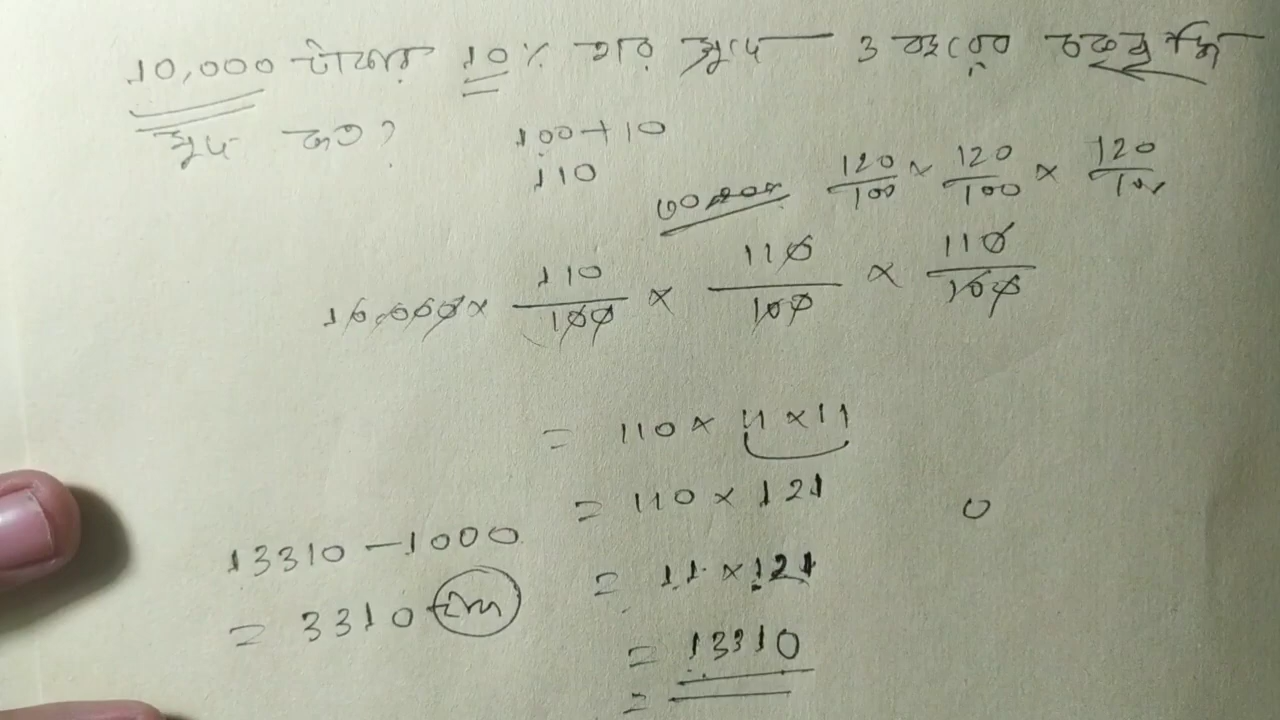 10,000 টাকার 10% হারে সুদে 3 বছরের চক্রবৃদ্ধি
সুদ কত?
100+10
110
120/100 × 120/100 × 120/100
10,000 × 110/100 × 110/100 × 110/100
= 110 × 11 × 11
= 110 × 121
= 11 × 121
= 13310
=
13310 - 1000
= 3310
0